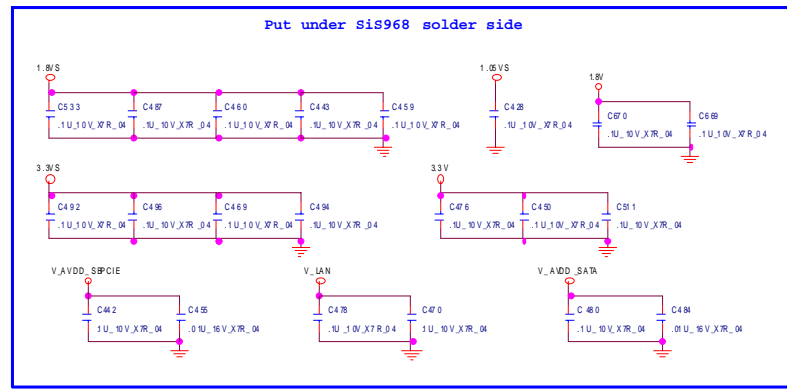 Put under SiS968 solder side
1.8VS
C533 C487 C460 C443 C459
.1U_10V_X7R_04 .1U_10V_X7R_04 .1U_10V_X7R_04 .1U_10V_X7R_04 .1U_10V_X7R_04
1.05VS
C428
.1U_10V_X7R_04
1.8V
C670 C669
.1U_10V_X7R_04 .1U_10V_X7R_04
3.3VS
C492 C496 C469 C494
.1U_10V_X7R_04 .1U_10V_X7R_04 .1U_10V_X7R_04 .1U_10V_X7R_04
3.3V
C476 C450 C511
.1U_10V_X7R_04 .1U_10V_X7R_04 .1U_10V_X7R_04
V_AVDD_SBPCIE
C442 C455
.1U_10V_X7R_04 .01U_16V_X7R_04
V_LAN
C478 C470
.1U_10V_X7R_04 .1U_10V_X7R_04
V_AVDD_SATA
C480 C484
.1U_10V_X7R_04 .01U_16V_X7R_04